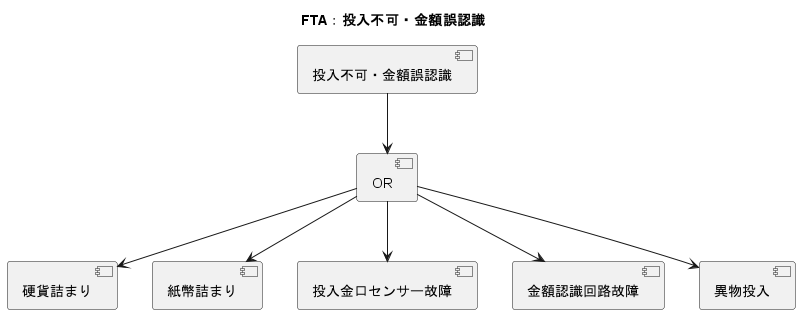 FTA : 投入不可・金額誤認識
投入不可・金額誤認識
OR
硬貨詰まり
紙幣詰まり
投入金口センサー故障
金額認識回路故障
異物投入